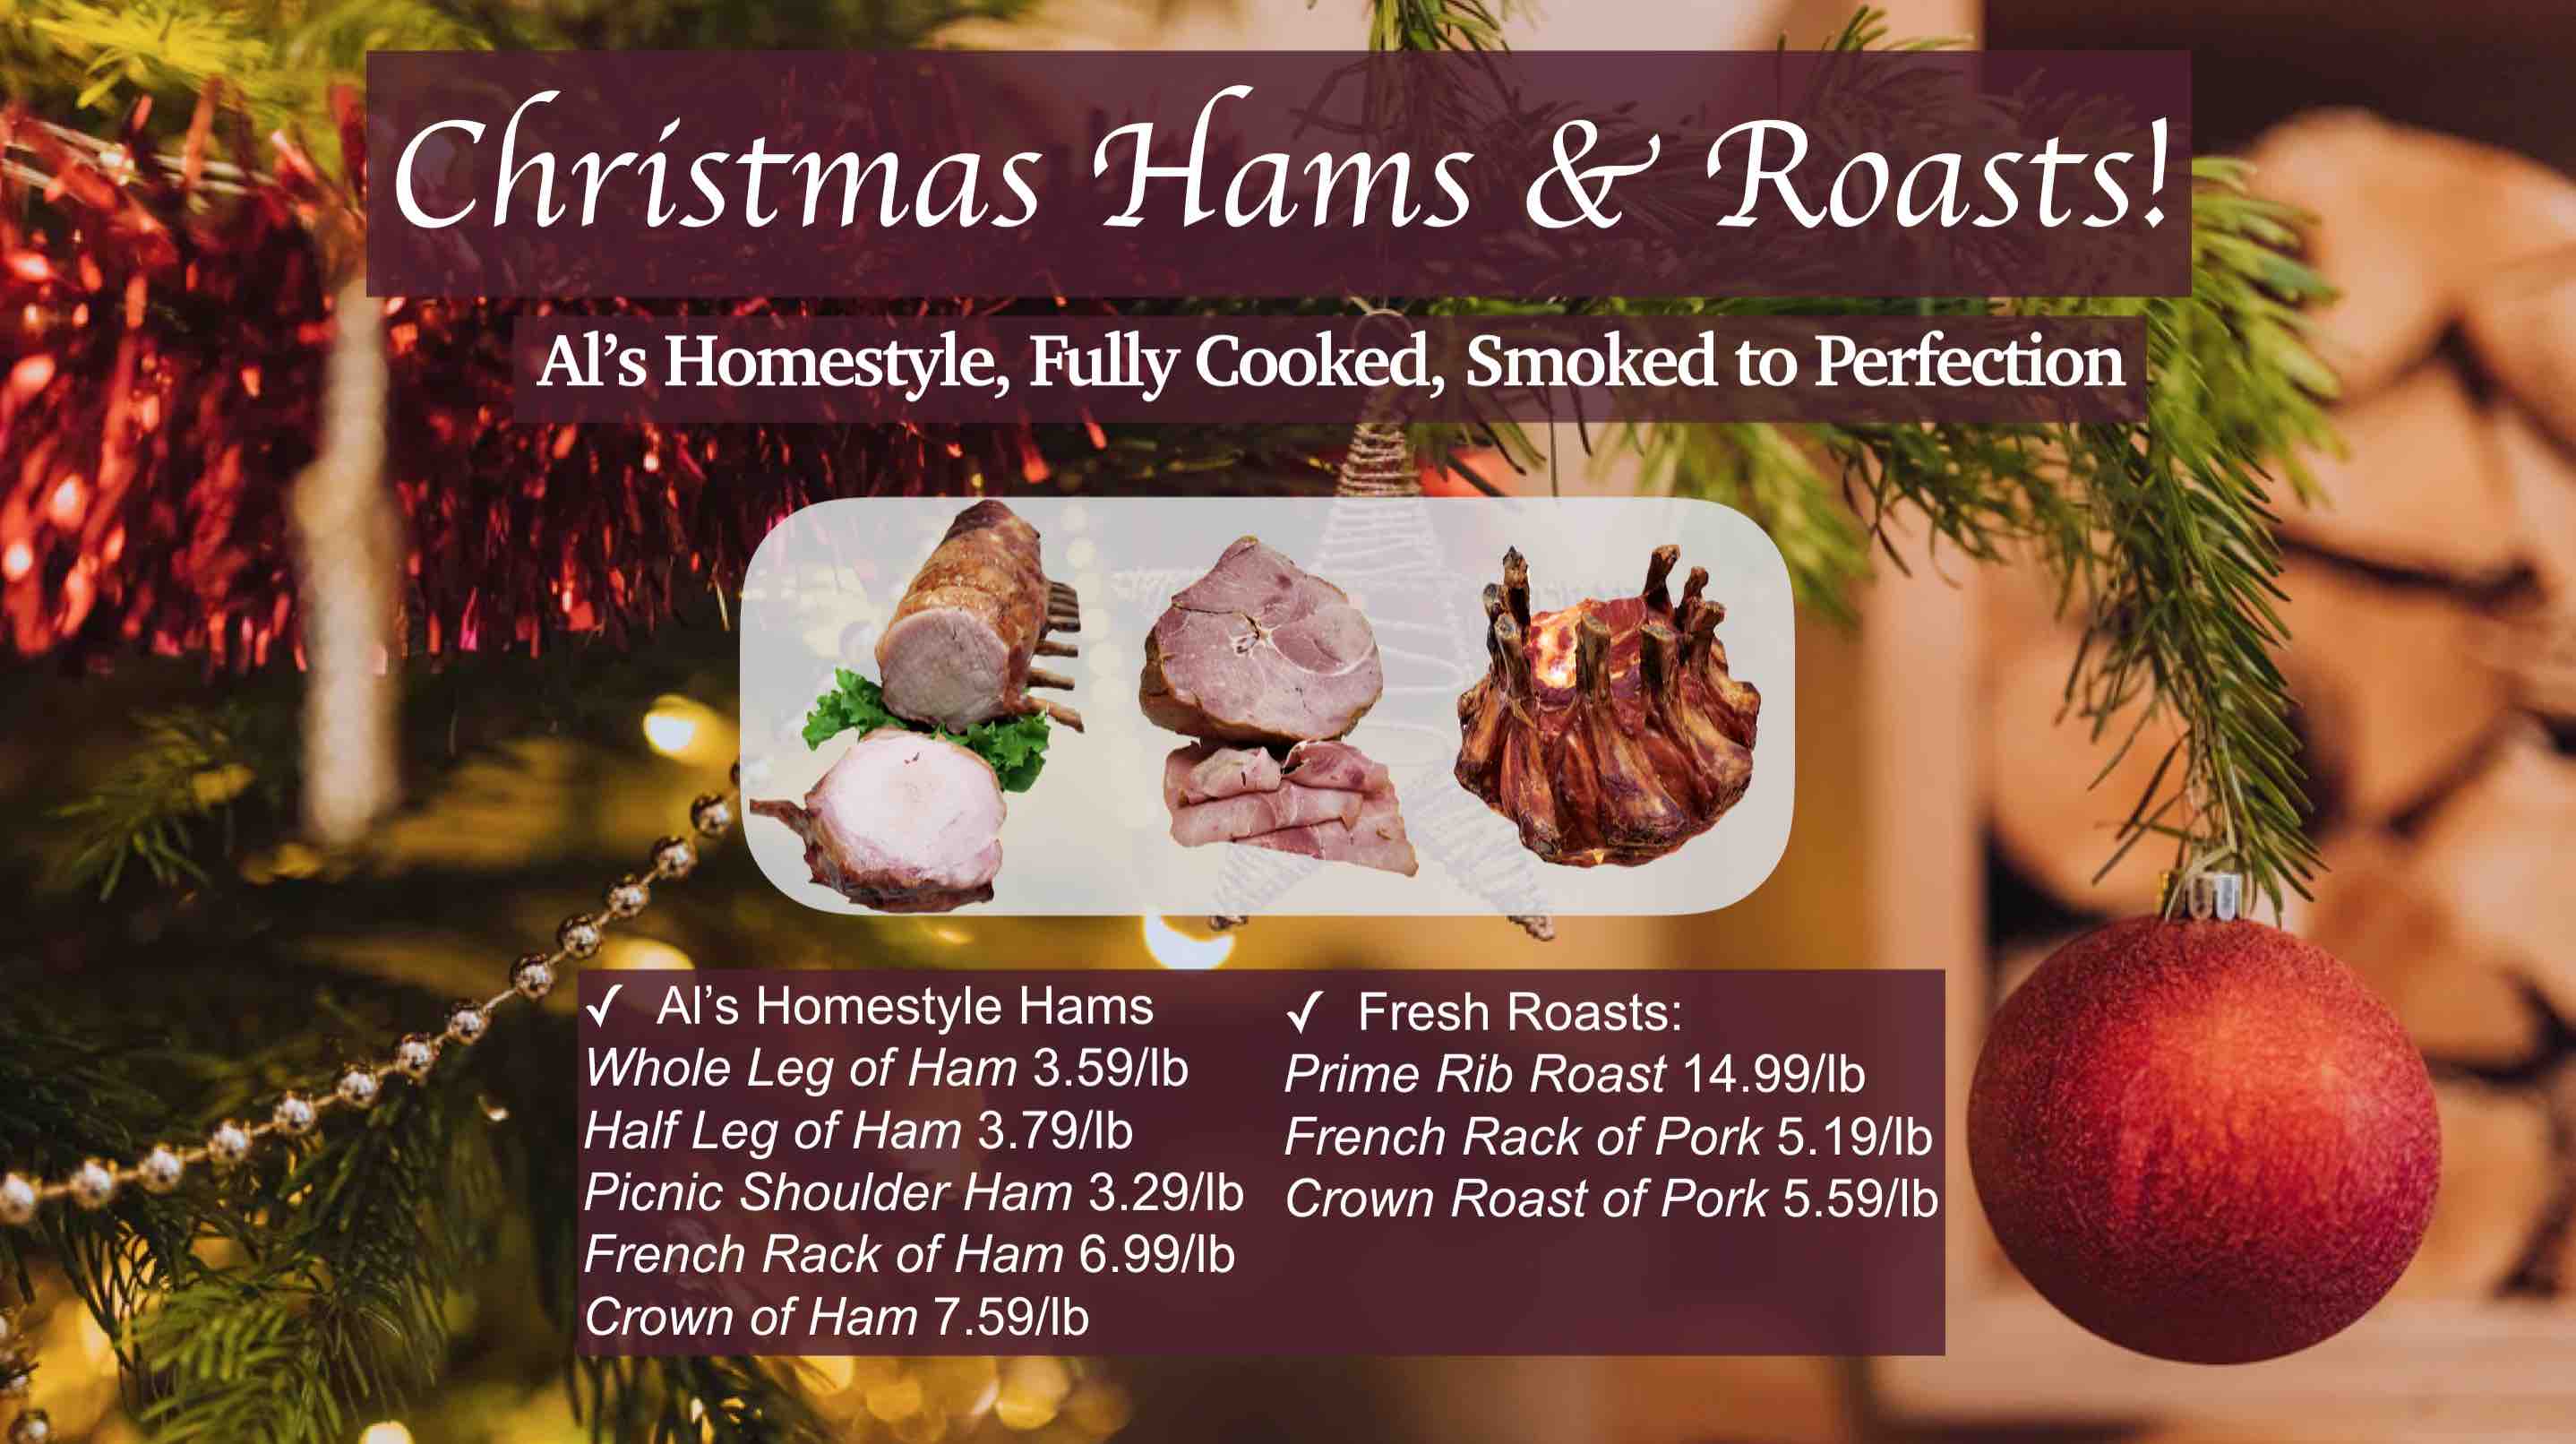 Christmas Hams & Roasts!
Al’s Homestyle, Fully Cooked, Smoked to Perfection
✓ Al’s Homestyle Hams
Whole Leg of Ham 3.59/lb
Half Leg of Ham 3.79/lb
Picnic Shoulder Ham 3.29/lb
French Rack of Ham 6.99/lb
Crown of Ham 7.59/lb
✓ Fresh Roasts:
Prime Rib Roast 14.99/lb
French Rack of Pork 5.19/lb
Crown Roast of Pork 5.59/lb